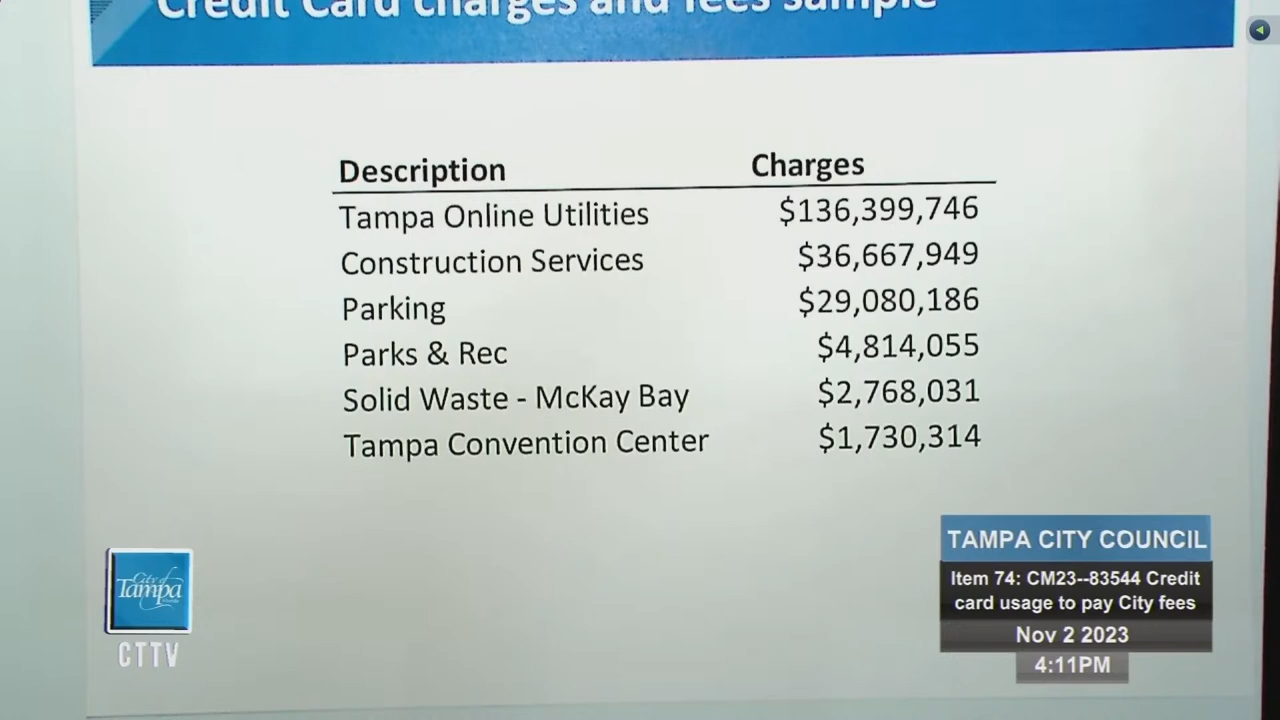 Credit Card charges and fees sample
Description Charges
Tampa Online Utilities $136,399,746
Construction Services $36,667,949
Parking $29,080,186
Parks & Rec $4,814,055
Solid Waste - McKay Bay $2,768,031
Tampa Convention Center $1,730,314
City of
Tampa
CTTV
TAMPA CITY COUNCIL
Item 74: CM23--83544 Credit
card usage to pay City fees
Nov 2 2023
4:11PM